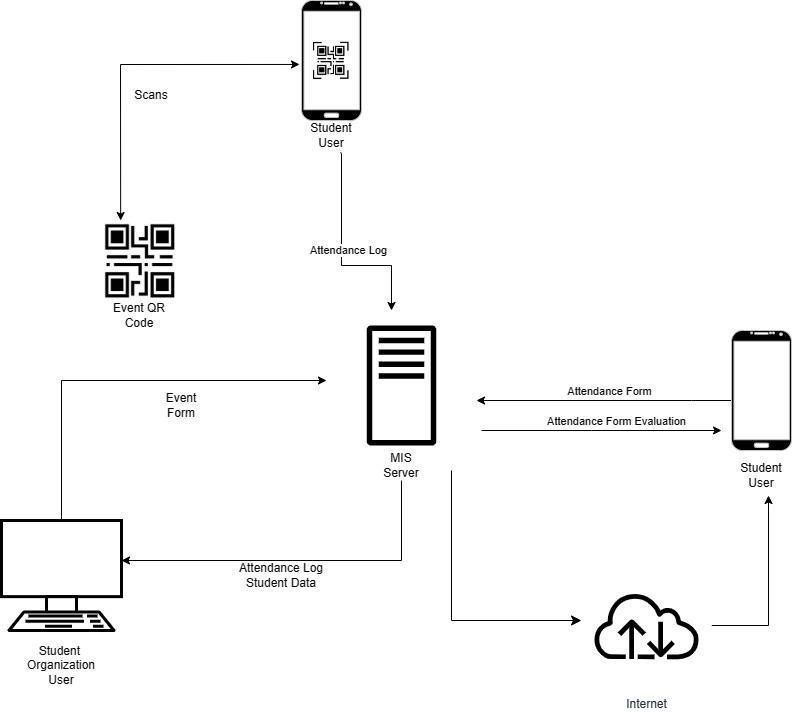 Scans
Student
User
Attendance Log
Event QR
Code
Event
Form
MIS
Server
Attendance Form
Attendance Form Evaluation
Student
User
Attendance Log
Student Data
Student
Organization
User
Internet